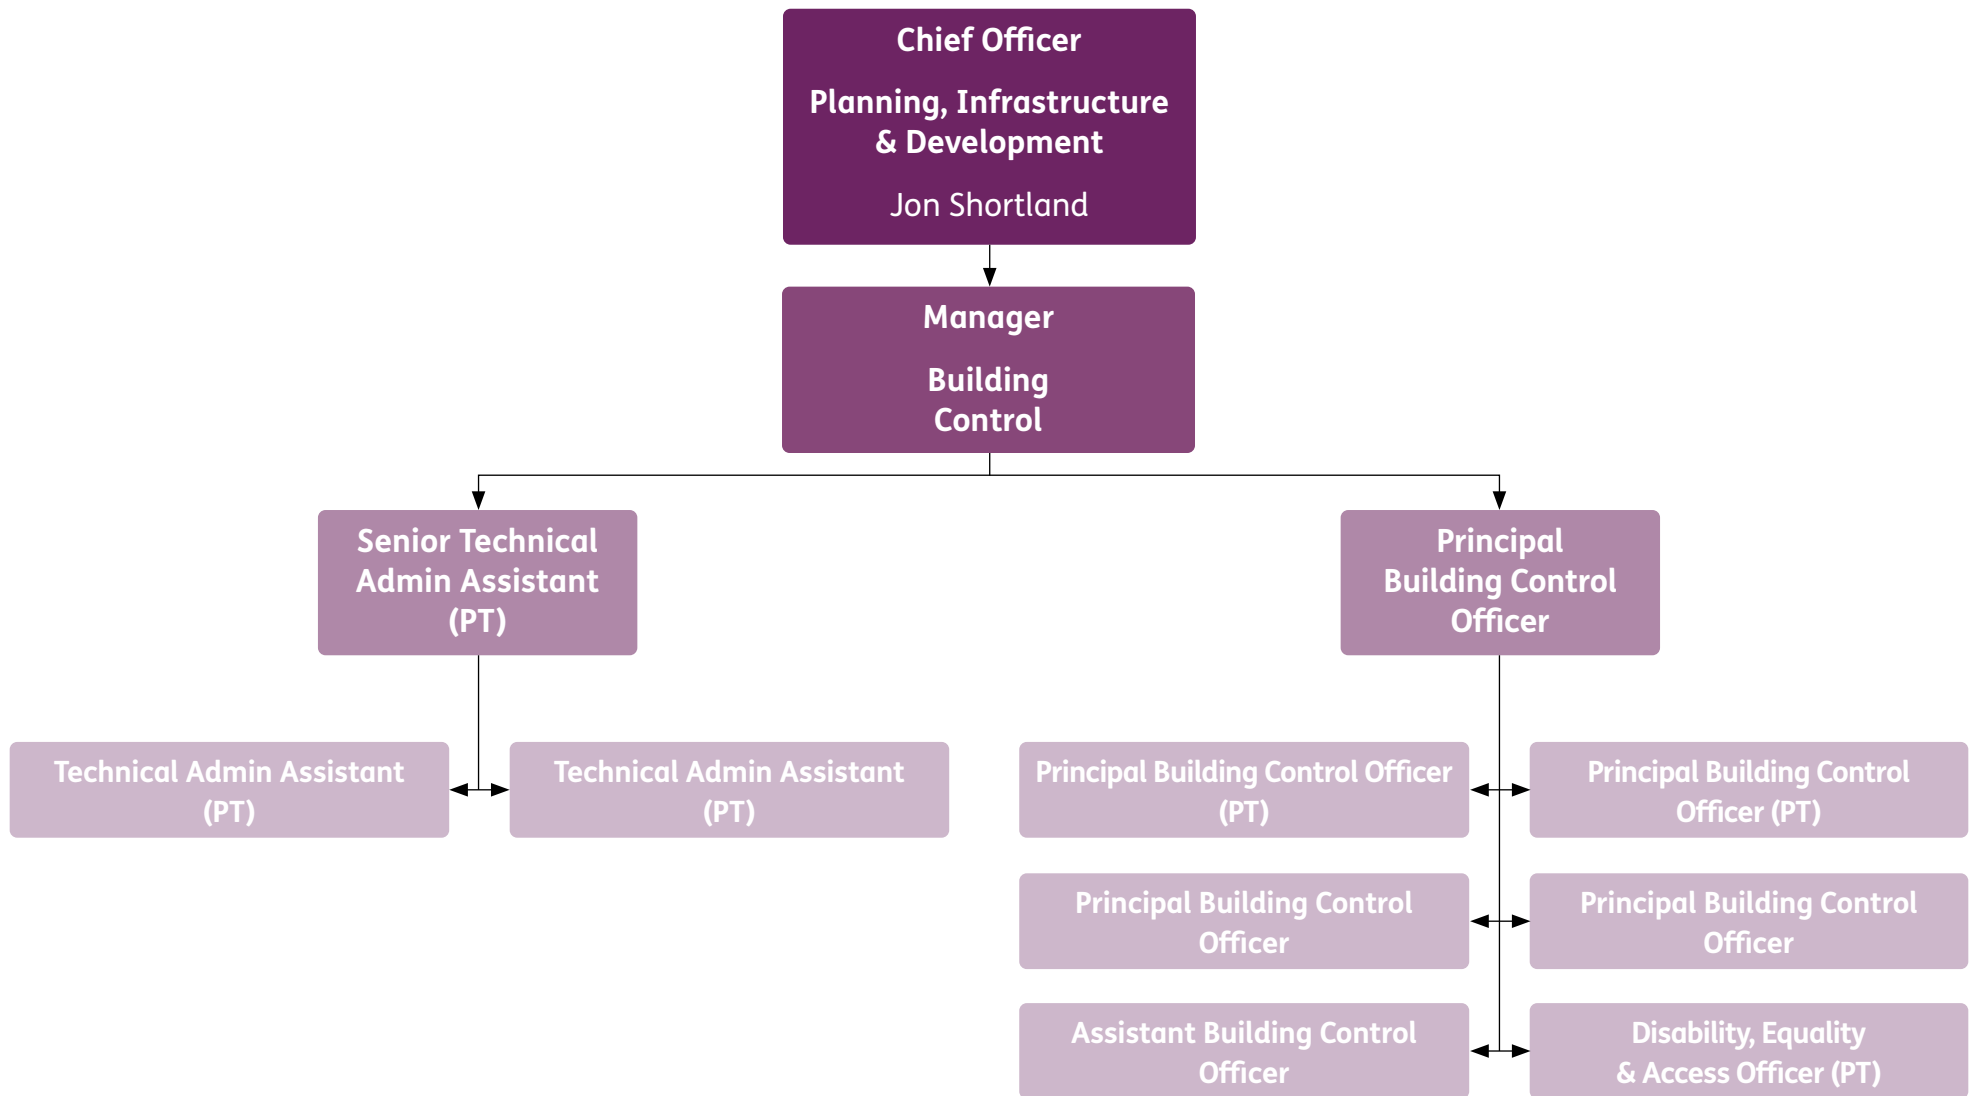 Chief Officer
Planning, Infrastructure
& Development
Jon Shortland
Manager
Building
Control
Senior Technical
Admin Assistant
(PT)
Principal
Building Control
Officer
Technical Admin Assistant
(PT)
Technical Admin Assistant
(PT)
Principal Building Control Officer
(PT)
Principal Building Control
Officer (PT)
Principal Building Control
Officer
Principal Building Control
Officer
Assistant Building Control
Officer
Disability, Equality
& Access Officer (PT)